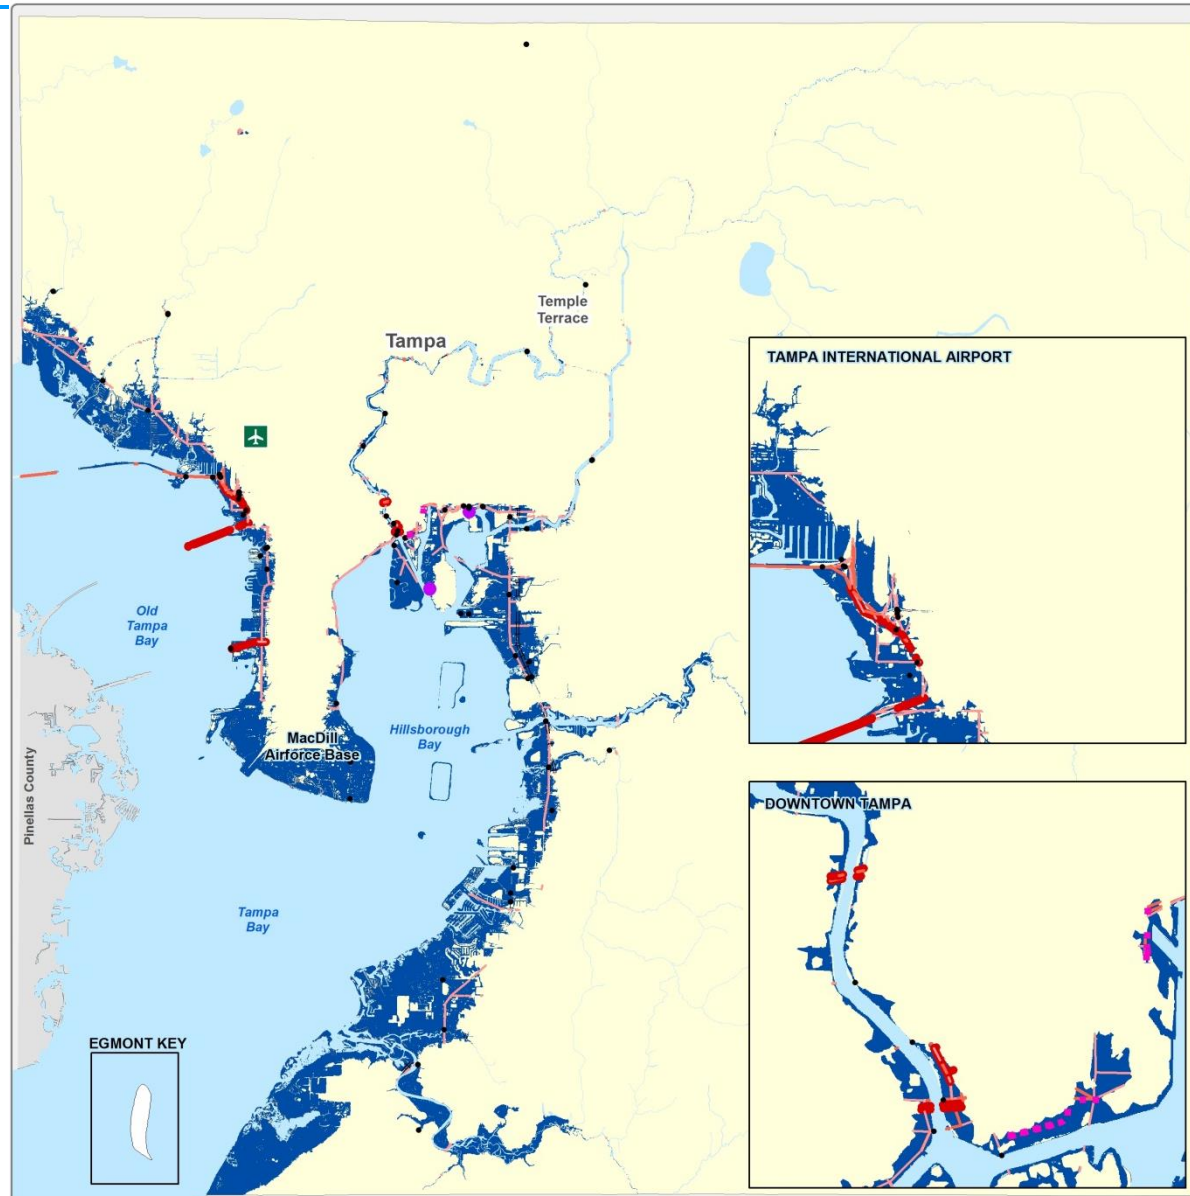 Temple
Terrace
Tampa
TAMPA INTERNATIONAL AIRPORT
Old
Tampa
Bay
Hillsborough
Bay
MacDill
Airforce Base
Pinellas County
DOWNTOWN TAMPA
Tampa
Bay
EGMONT KEY